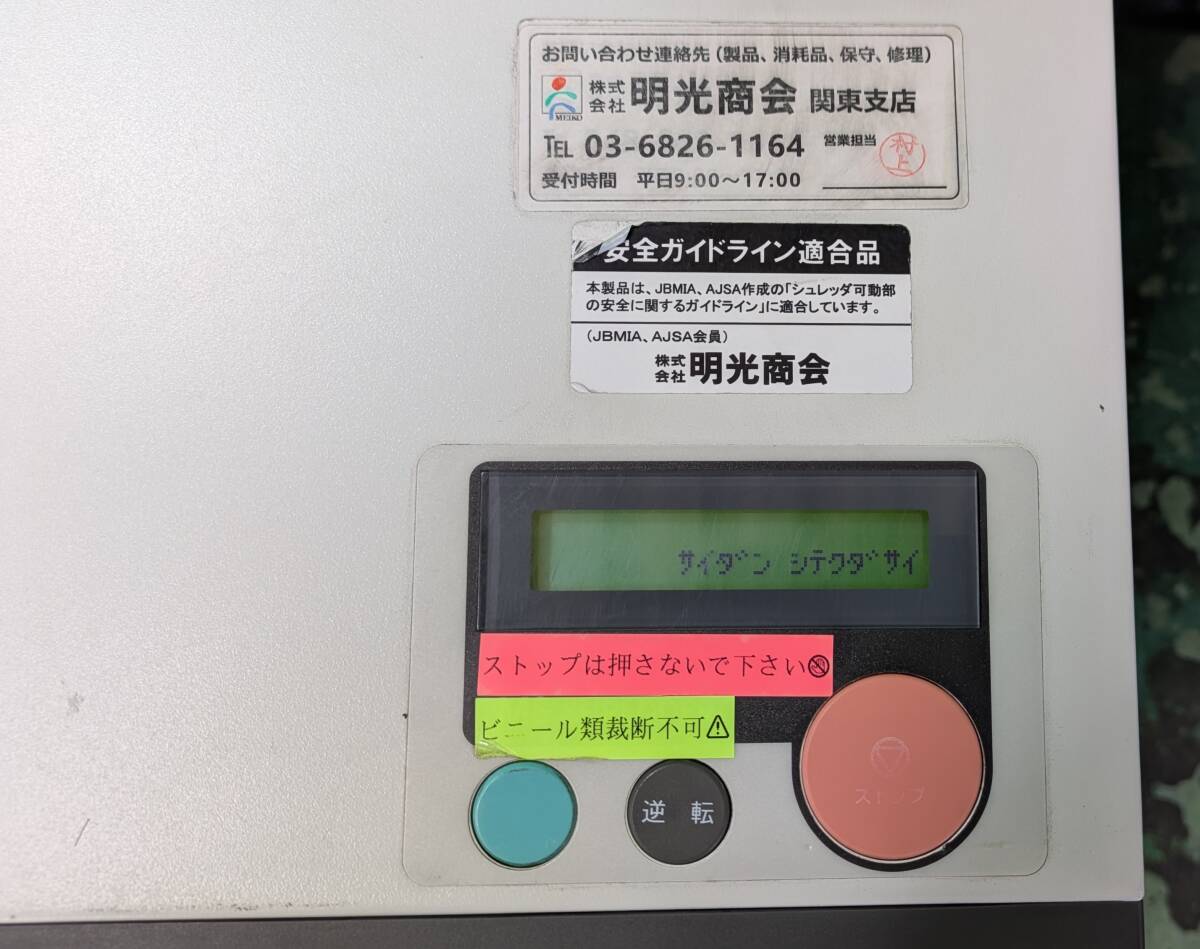 お問い合わせ連絡先(製品、消耗品、保守、修理)
MEIKO 株式会社 明光商会 関東支店
TEL 03-6826-1164 営業担当 村上
受付時間 平日9:00~17:00
安全ガイドライン適合品
本製品は、JBMIA、AJSA作成の「シュレッダ可動部
の安全に関するガイドライン」に適合しています。
(JBMIA、AJSA会員)
株式会社 明光商会
サイダン シテクダサイ
ストップは押さないで下さい
ビニール類裁断不可⚠
逆 転
ストップ